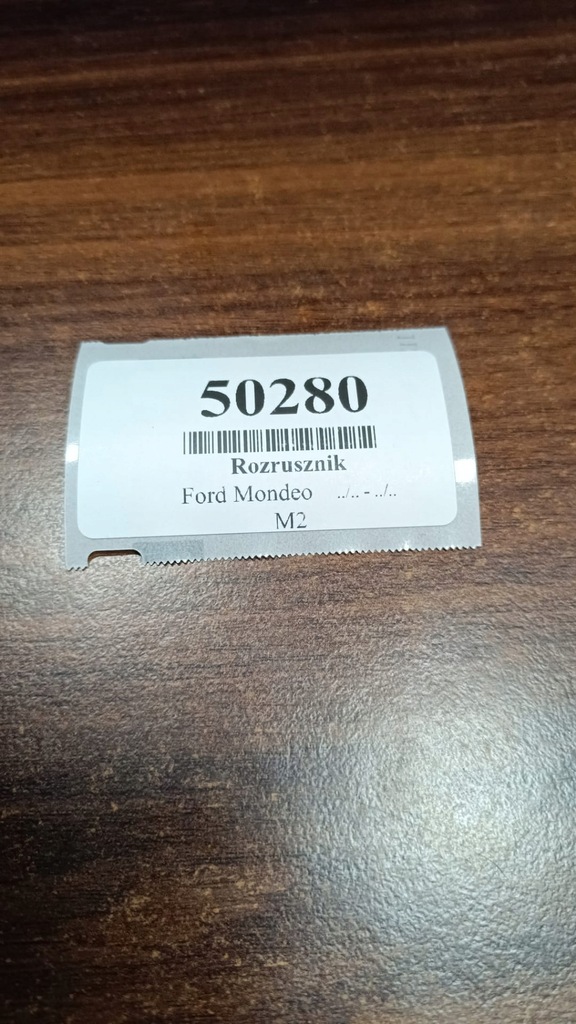 50280
Rozrusznik
Ford Mondeo ../.. - ../..
M2